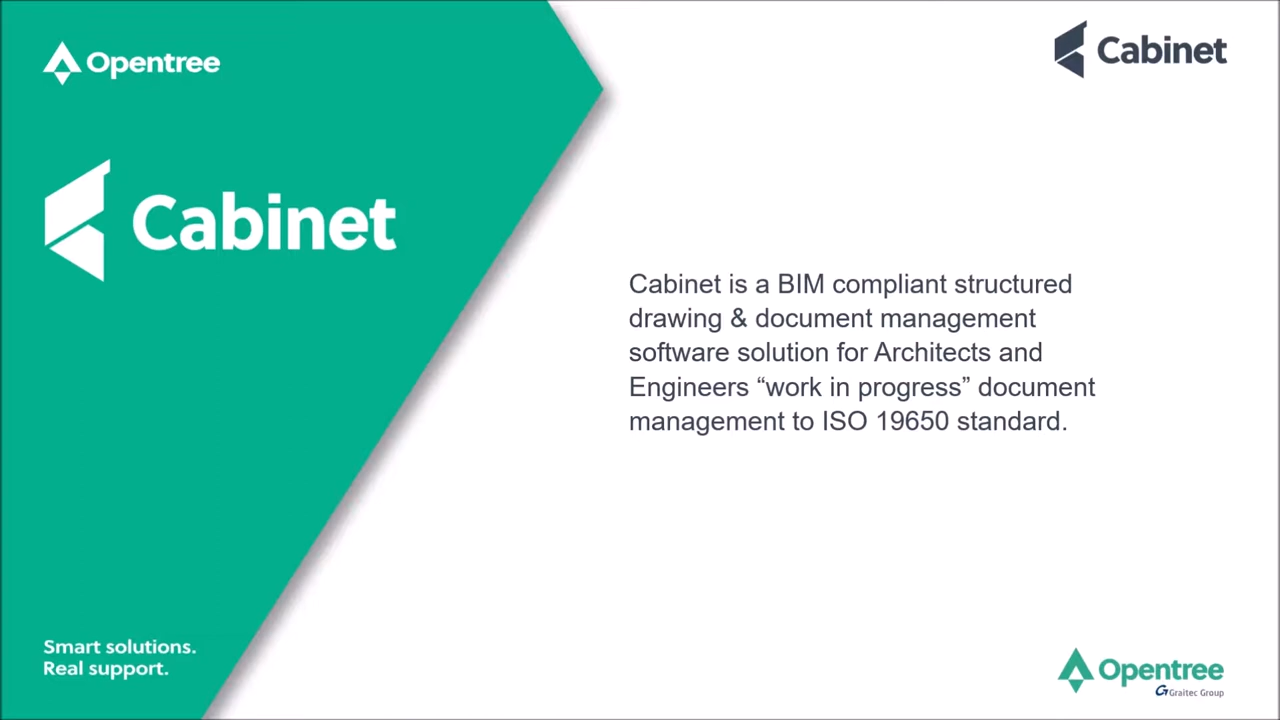 Opentree
Cabinet
Cabinet
Cabinet is a BIM compliant structured
drawing & document management
software solution for Architects and
Engineers “work in progress” document
management to ISO 19650 standard.
Smart solutions.
Real support.
Opentree
Graitec Group